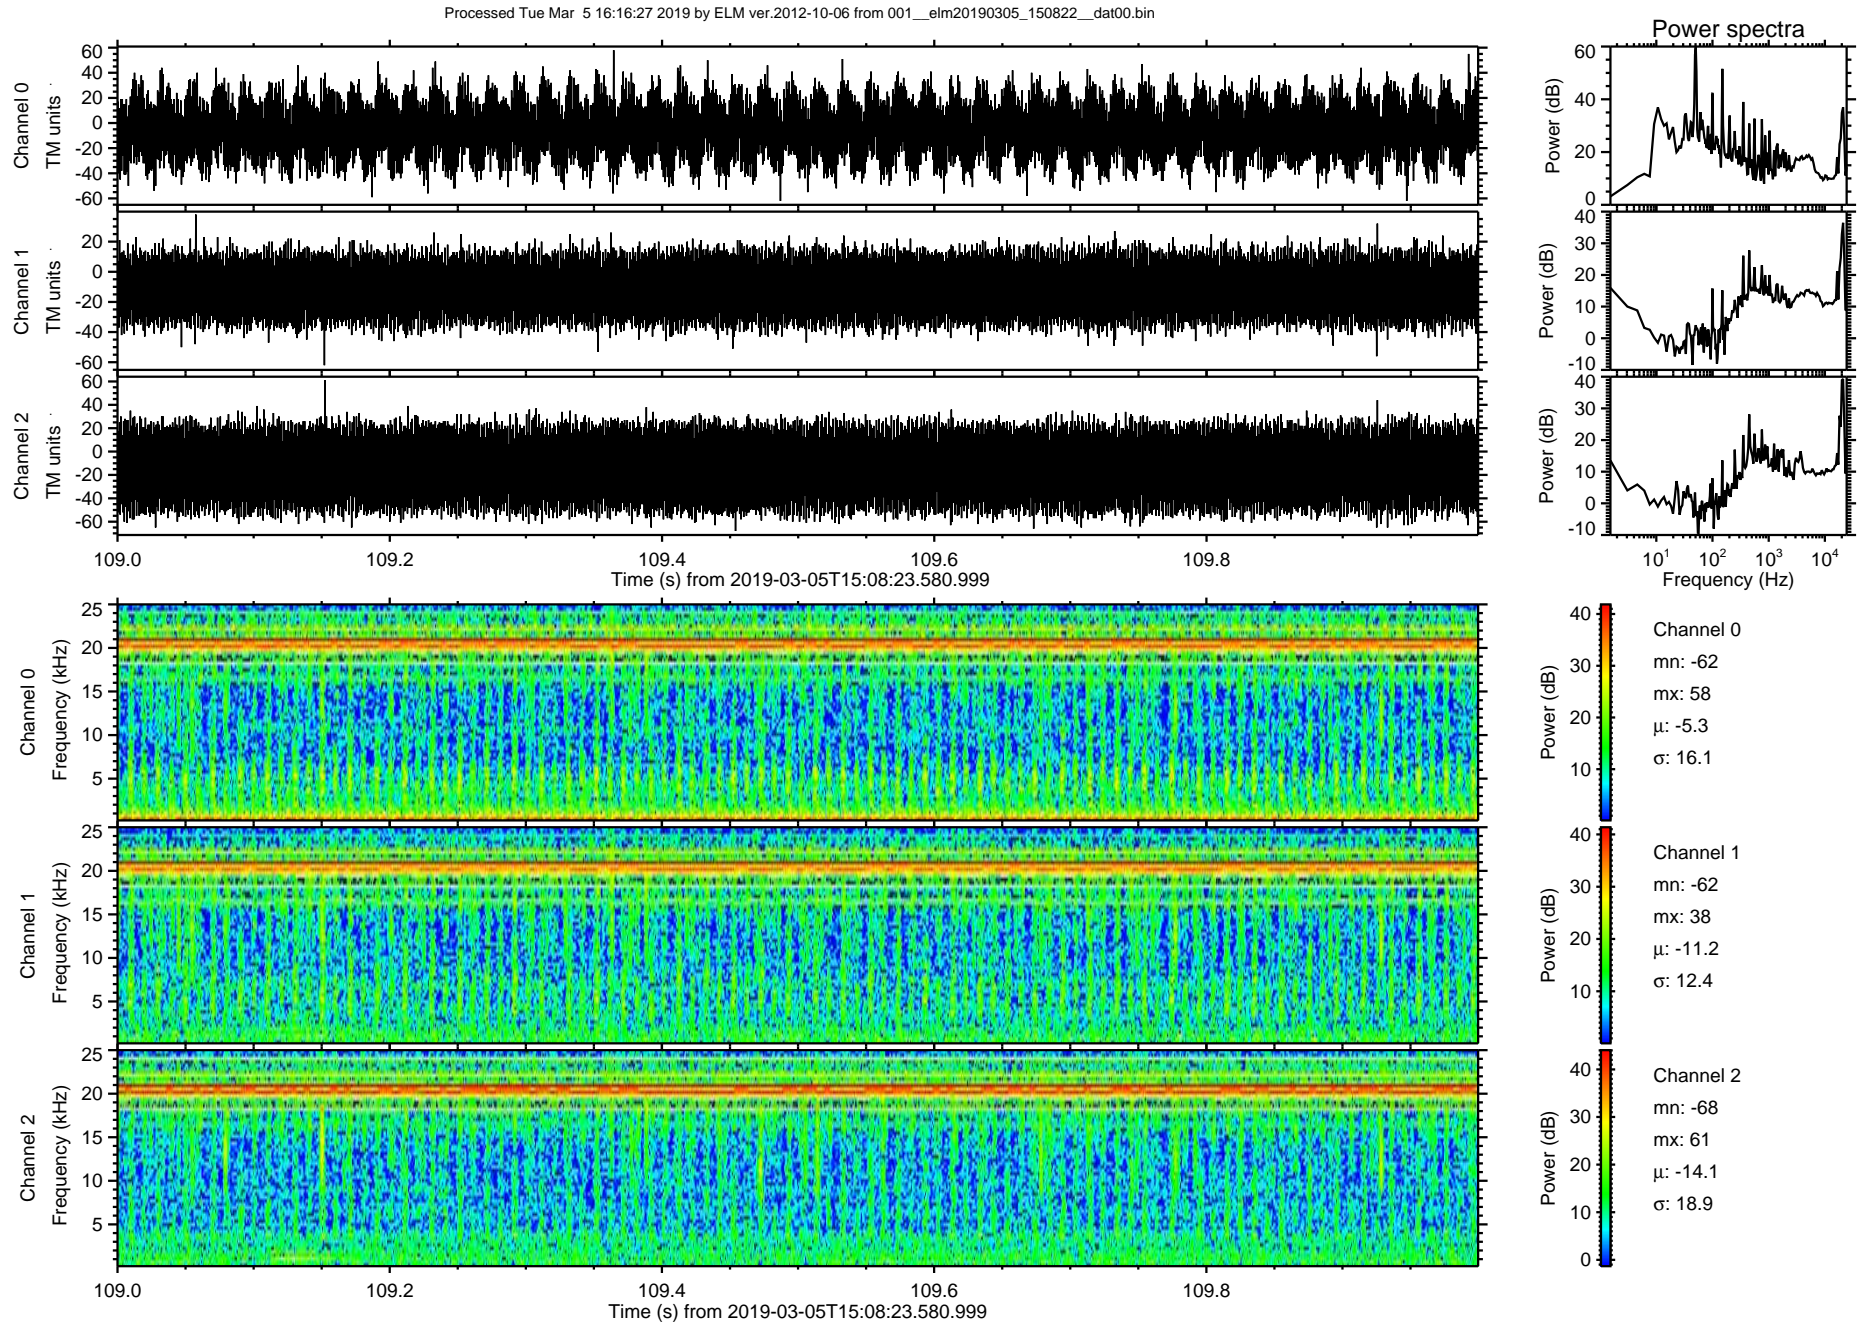 Processed Tue Mar  5 16:16:27 2019 by ELM ver.2012-10-06 from 001__elm20190305_150822__dat00.bin
Power spectra
Channel 0
TM units
60
40
20
0
-20
-40
-60
Power (dB)
60
40
20
0
Channel 1
TM units
20
0
-20
-40
-60
Power (dB)
40
30
20
10
0
-10
Channel 2
TM units
60
40
20
0
-20
-40
-60
Power (dB)
40
30
20
10
0
-10
109.0 109.2 109.4 109.6 109.8
Time (s) from 2019-03-05T15:08:23.580.999
10¹ 10² 10³ 10⁴
Frequency (Hz)
Channel 0
Frequency (kHz)
25
20
15
10
5
Power (dB)
40
30
20
10
Channel 0
mn: -62
mx: 58
μ: -5.3
σ: 16.1
Channel 1
Frequency (kHz)
25
20
15
10
5
Power (dB)
40
30
20
10
Channel 1
mn: -62
mx: 38
μ: -11.2
σ: 12.4
Channel 2
Frequency (kHz)
25
20
15
10
5
Power (dB)
40
30
20
10
0
Channel 2
mn: -68
mx: 61
μ: -14.1
σ: 18.9
109.0 109.2 109.4 109.6 109.8
Time (s) from 2019-03-05T15:08:23.580.999